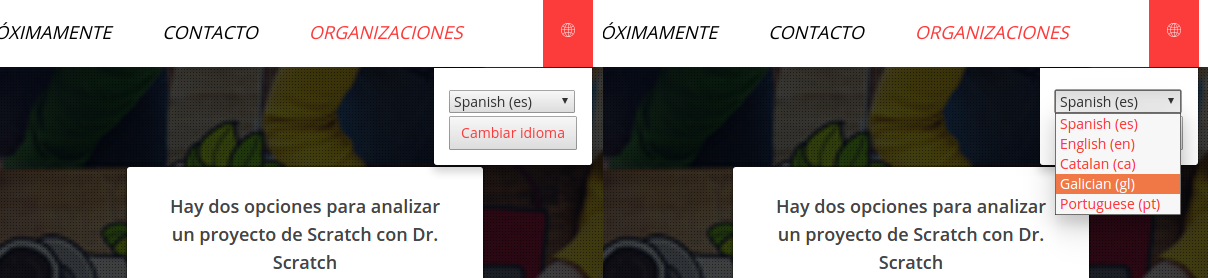 ÓXIMAMENTE CONTACTO ORGANIZACIONES
Spanish (es)
Cambiar idioma
Hay dos opciones para analizar
un proyecto de Scratch con Dr.
Scratch
ÓXIMAMENTE CONTACTO ORGANIZACIONES
Spanish (es)
Spanish (es)
English (en)
Catalan (ca)
Galician (gl)
Portuguese (pt)
Hay dos opciones para analizar
un proyecto de Scratch con Dr.
Scratch